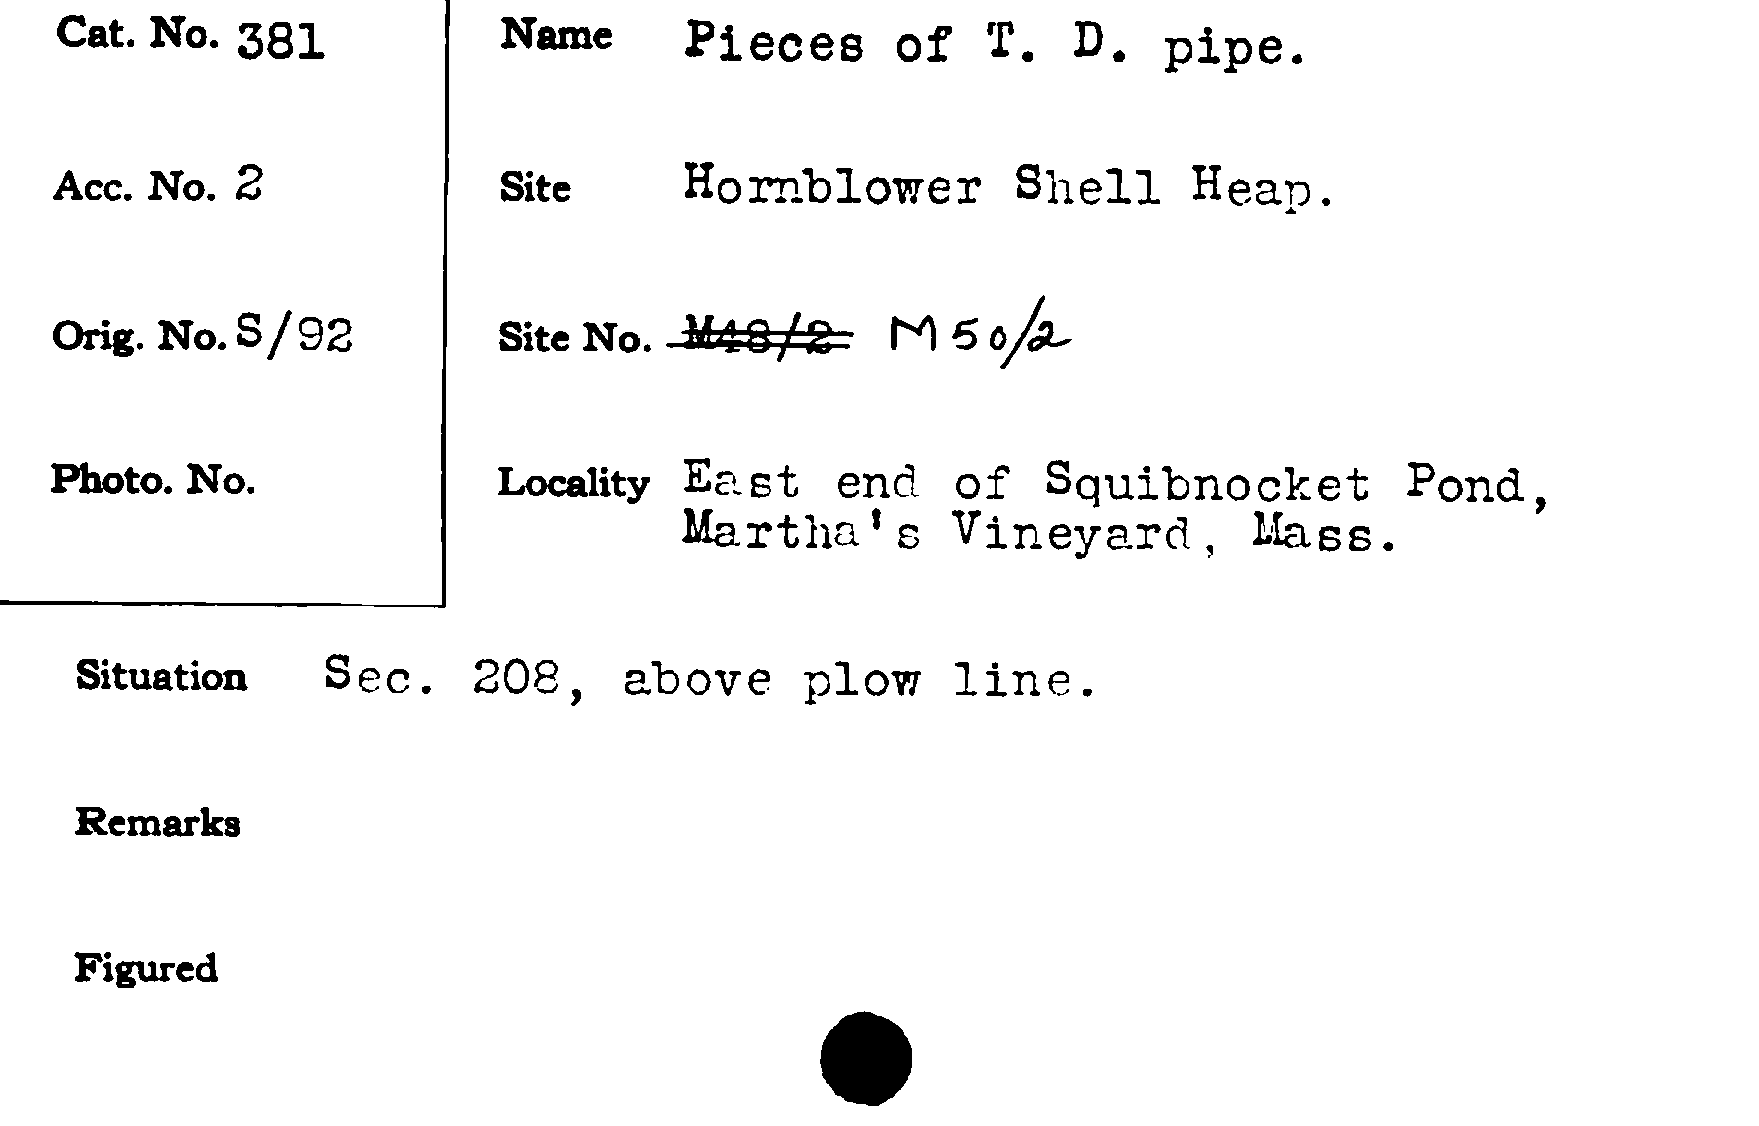 Cat. No. 381
Name Pieces of T. D. pipe.
Acc. No. 2
Site Hornblower Shell Heap.
Orig. No. S/92
Site No. M48/2 M50/2
Photo. No.
Locality East end of Squibnocket Pond,
Martha's Vineyard, Mass.
Situation Sec. 208, above plow line.
Remarks
Figured